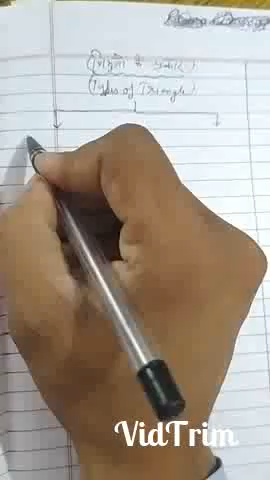 (त्रिभुजों के प्रकार)
(Types of Triangle)
VidTrim